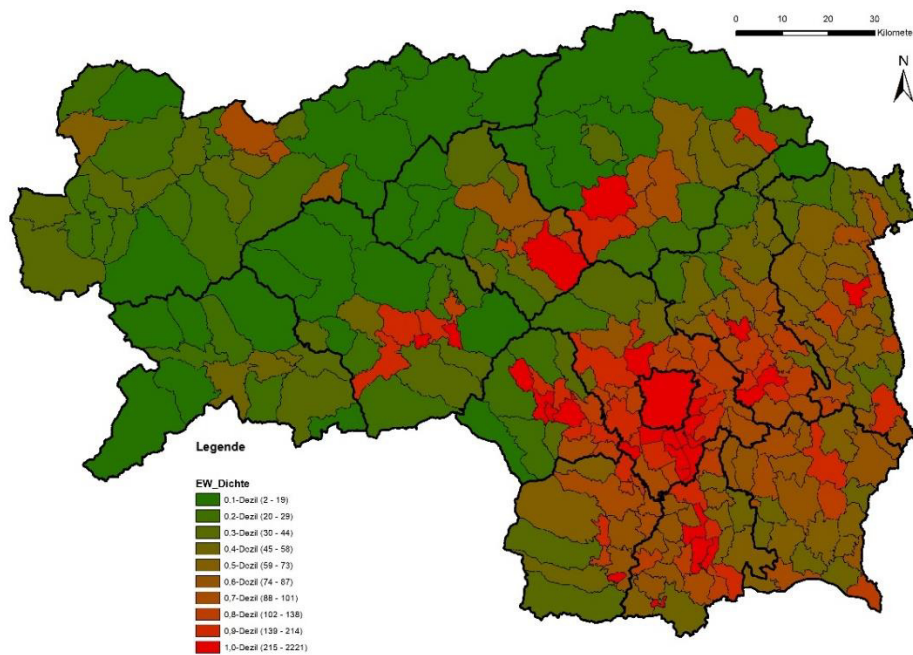 0 10 20 30
Kilomete
N
Legende
EW_Dichte
0,1-Dezil (2 - 19)
0,2-Dezil (20 - 29)
0,3-Dezil (30 - 44)
0,4-Dezil (45 - 58)
0,5-Dezil (59 - 73)
0,6-Dezil (74 - 87)
0,7-Dezil (88 - 101)
0,8-Dezil (102 - 138)
0,9-Dezil (139 - 214)
1,0-Dezil (215 - 2221)